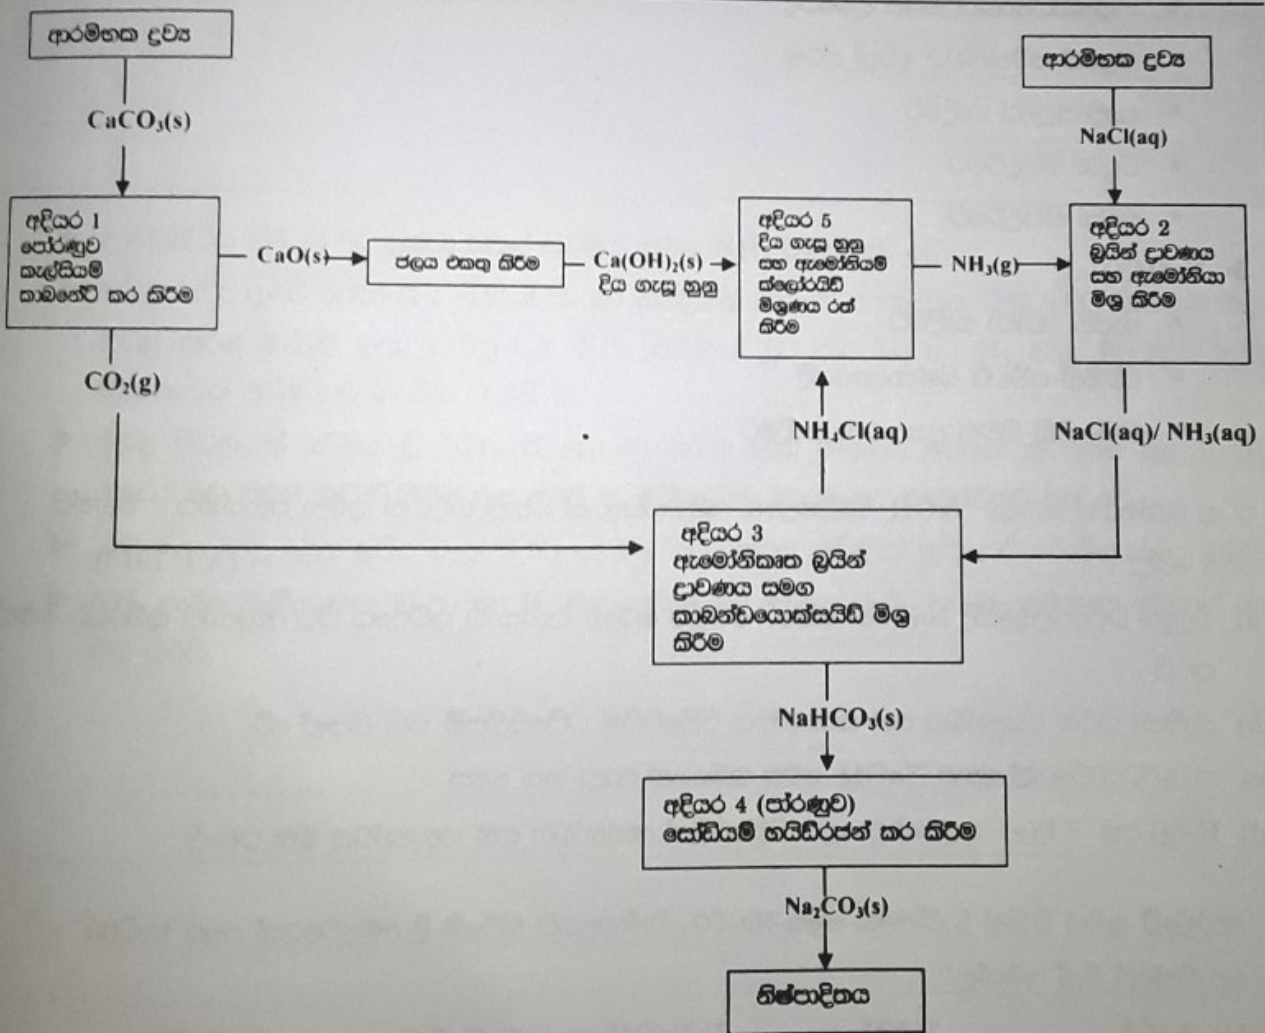 ආරම්භක ද්‍රව්‍ය
CaCO₃(s)
අදියර 1
පෝරණුව
කැල්සියම්
කාබනේට් කර කිරීම
CaO(s)
ජලය එකතු කිරීම
Ca(OH)₂(s)
දිය ගැසූ හුනු
අදියර 5
දිය ගැසූ හුනු
සහ ඇමෝනියම්
ක්ලෝරයිඩ්
මිශ්‍රණය රත්
කිරීම
NH₃(g)
ආරම්භක ද්‍රව්‍ය
NaCl(aq)
අදියර 2
බ්‍රයින් ද්‍රාවණය
සහ ඇමෝනියා
මිශ්‍ර කිරීම
CO₂(g)
NH₄Cl(aq)
NaCl(aq)/ NH₃(aq)
අදියර 3
ඇමෝනිකෘත බ්‍රයින්
ද්‍රාවණය සමග
කාබන්ඩයොක්සයිඩ් මිශ්‍ර
කිරීම
NaHCO₃(s)
අදියර 4 (පෝරණුව)
සෝඩියම් හයිඩ්රජන් කර කිරීම
Na₂CO₃(s)
නිෂ්පාදිතය